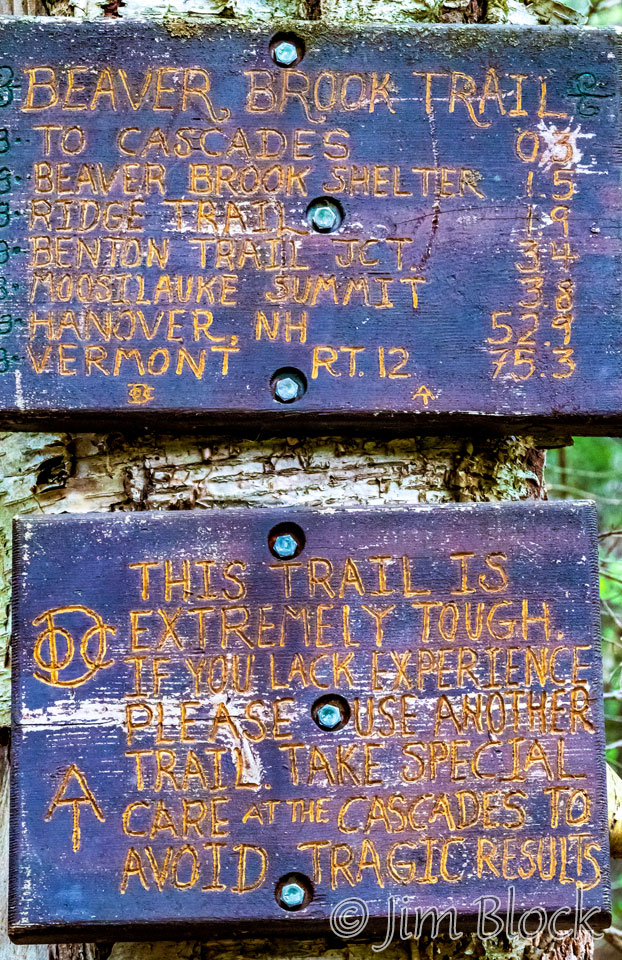 BEAVER BROOK TRAIL
TO CASCADES 0.3
BEAVER BROOK SHELTER 1.5
RIDGE TRAIL 1.9
BENTON TRAIL JCT. 3.4
MOOSILAUKE SUMMIT 3.8
HANOVER, NH 52.9
VERMONT RT. 12 75.3
DOC
THIS TRAIL IS
EXTREMELY TOUGH.
IF YOU LACK EXPERIENCE
PLEASE USE ANOTHER
TRAIL. TAKE SPECIAL
CARE AT THE CASCADES TO
AVOID TRAGIC RESULTS
DOC
AT
© Jim Block